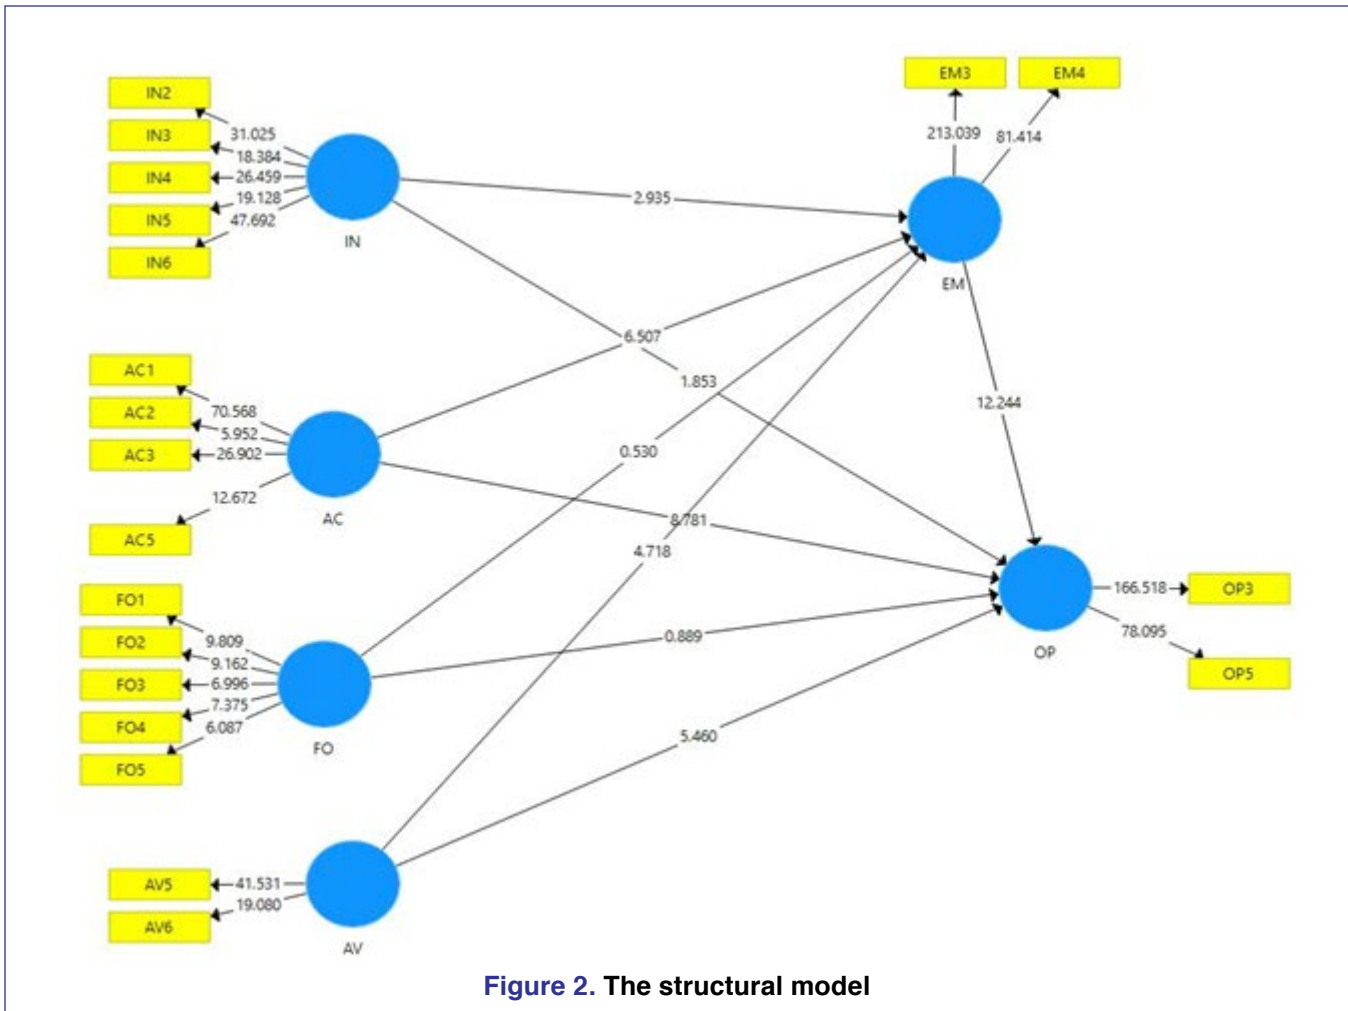 EM3
EM4
213.039
81.414
IN2
IN3
IN4
IN5
IN6
31.025
18.384
26.459
19.128
47.692
IN
2.935
EM
6.507
1.853
AC1
AC2
AC3
AC5
70.568
5.952
26.902
12.672
AC
12.244
0.530
8.781
4.718
FO1
FO2
FO3
FO4
FO5
9.809
9.162
6.996
7.375
6.087
FO
0.889
166.518
78.095
OP3
OP5
OP
5.460
AV5
AV6
41.531
19.080
AV
Figure 2. The structural model